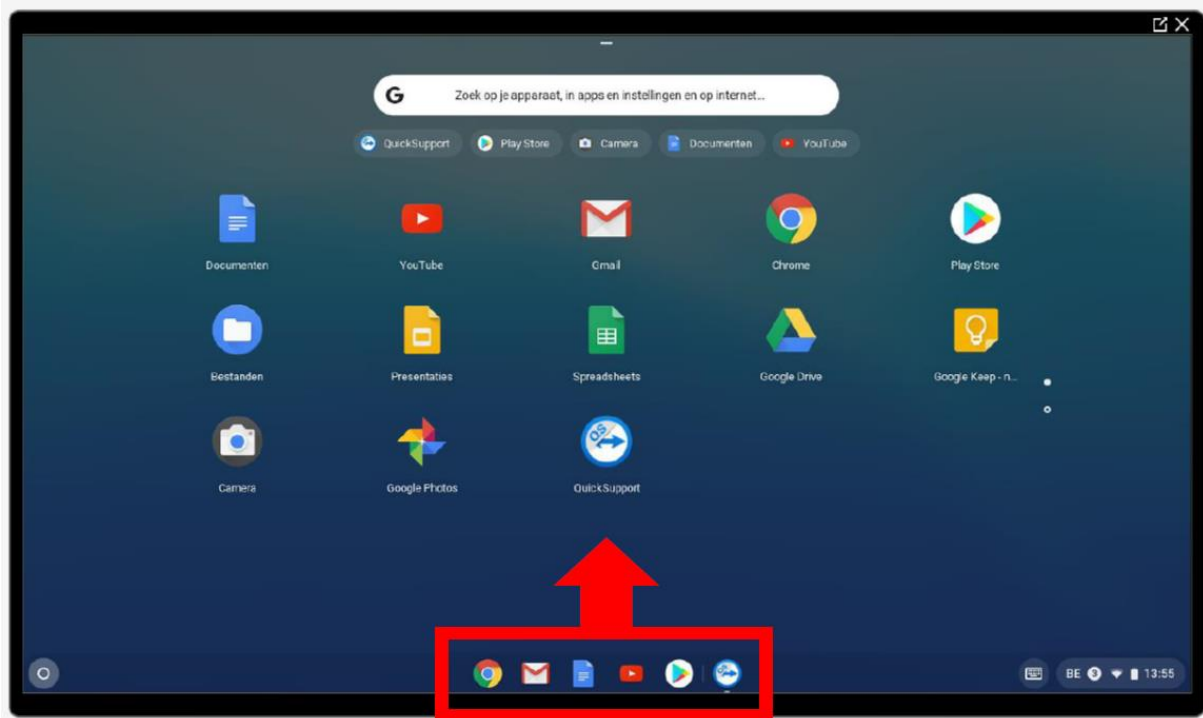 Zoek op je apparaat, in apps en instellingen en op internet...
QuickSupport Play Store Camera Documenten YouTube
Documenten YouTube Gmail Chrome Play Store
Bestanden Presentaties Spreadsheets Google Drive Google Keep - n...
Camera Google Photos QuickSupport
BE 3 13:55